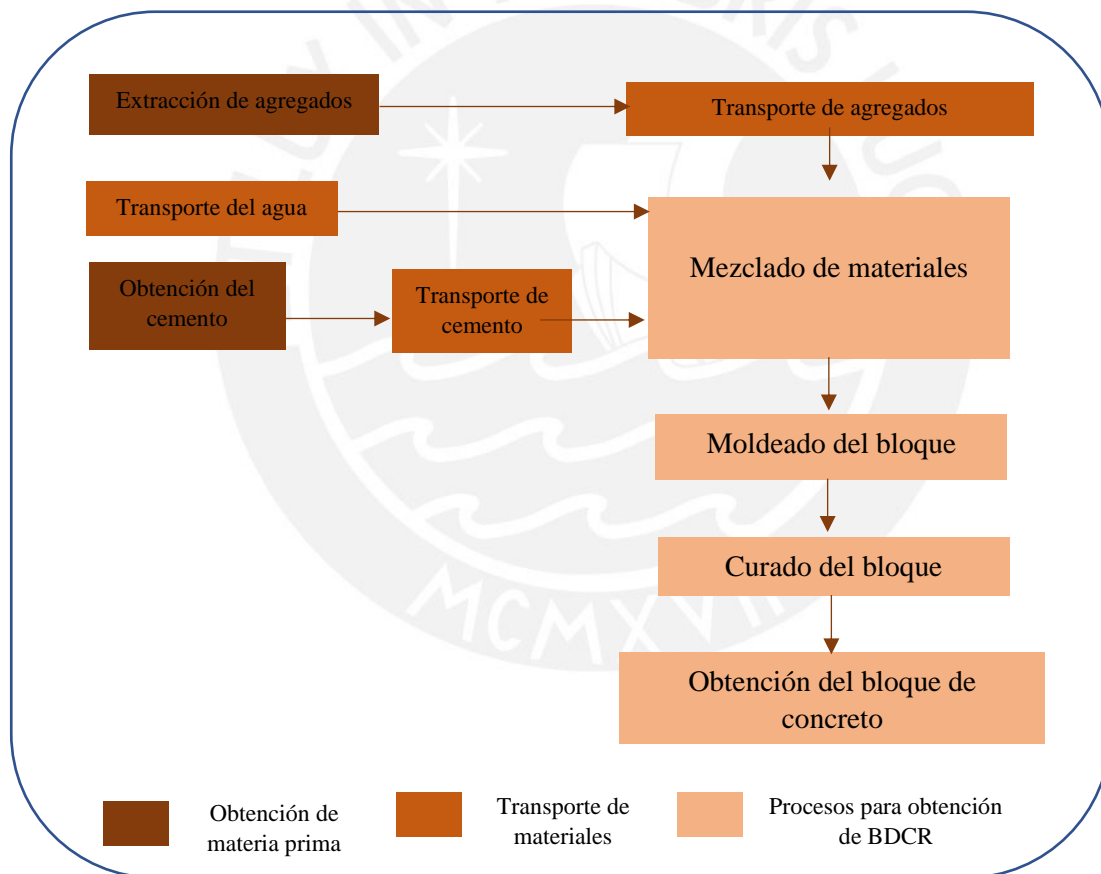 Extracción de agregados
Transporte de agregados
Transporte del agua
Mezclado de materiales
Obtención del
cemento
Transporte de
cemento
Moldeado del bloque
Curado del bloque
Obtención del bloque de
concreto
Obtención de
materia prima
Transporte de
materiales
Procesos para obtención
de BDCR
MCMXVII